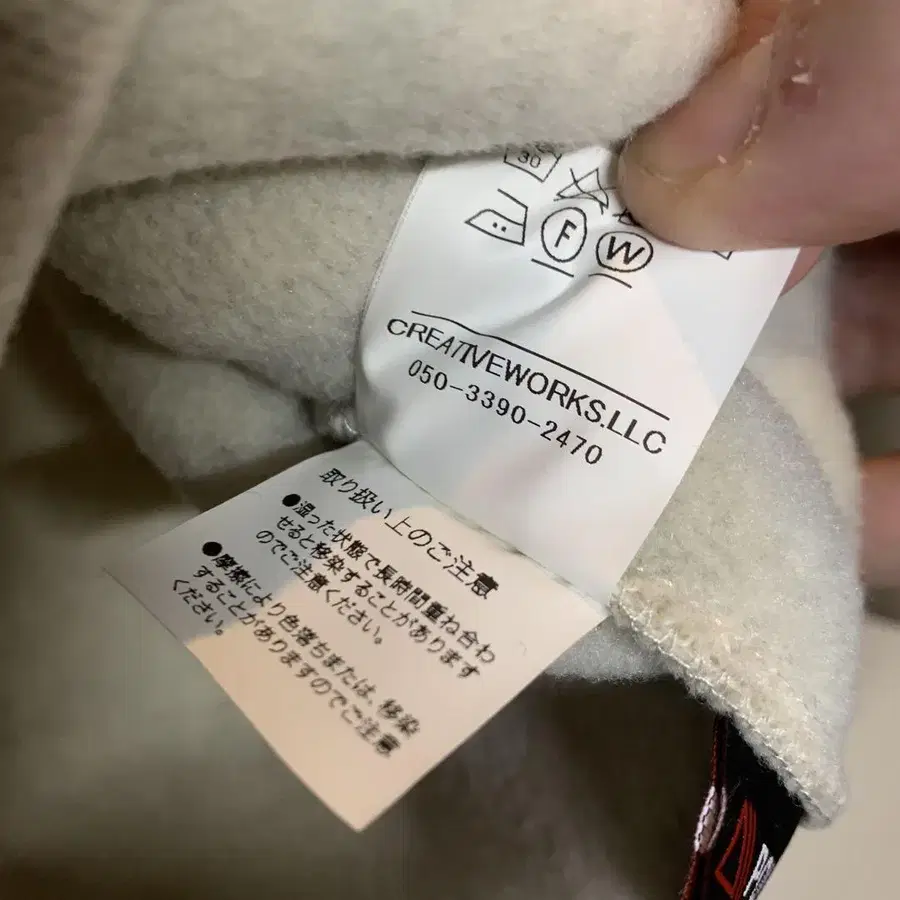 30
F
W
CREATIVEWORKS.LLC
050-3390-2470
取り扱い上のご注意
●湿った状態で長時間重ね合わ
せると移染することがあります
のでご注意ください。
●摩擦により色落ちまたは、移染
することがありますのでご注意
ください。